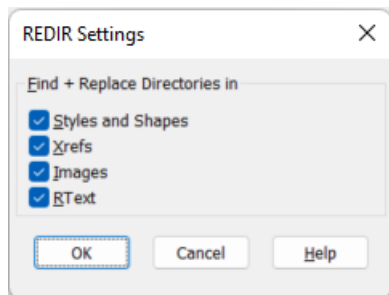 REDIR Settings
Find + Replace Directories in
Styles and Shapes
Xrefs
Images
RText
OK Cancel Help